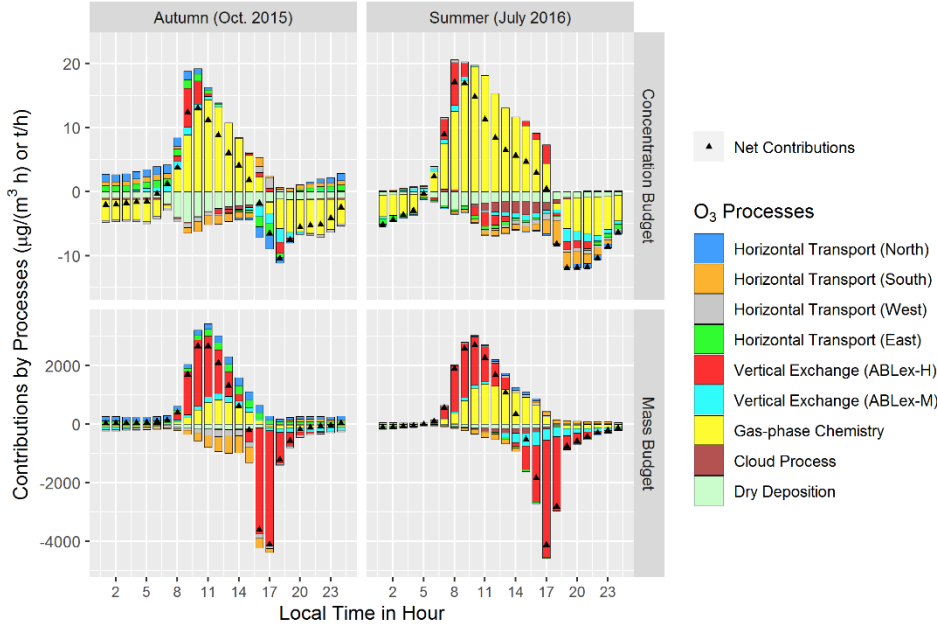 Autumn (Oct. 2015)
Summer (July 2016)
Contributions by Processes (µg/(m³ h) or t/h)
20
10
0
-10
Concentration Budget
2000
0
-2000
-4000
Mass Budget
2 5 8 11 14 17 20 23
2 5 8 11 14 17 20 23
Local Time in Hour
Net Contributions
O₃ Processes
Horizontal Transport (North)
Horizontal Transport (South)
Horizontal Transport (West)
Horizontal Transport (East)
Vertical Exchange (ABLex-H)
Vertical Exchange (ABLex-M)
Gas-phase Chemistry
Cloud Process
Dry Deposition